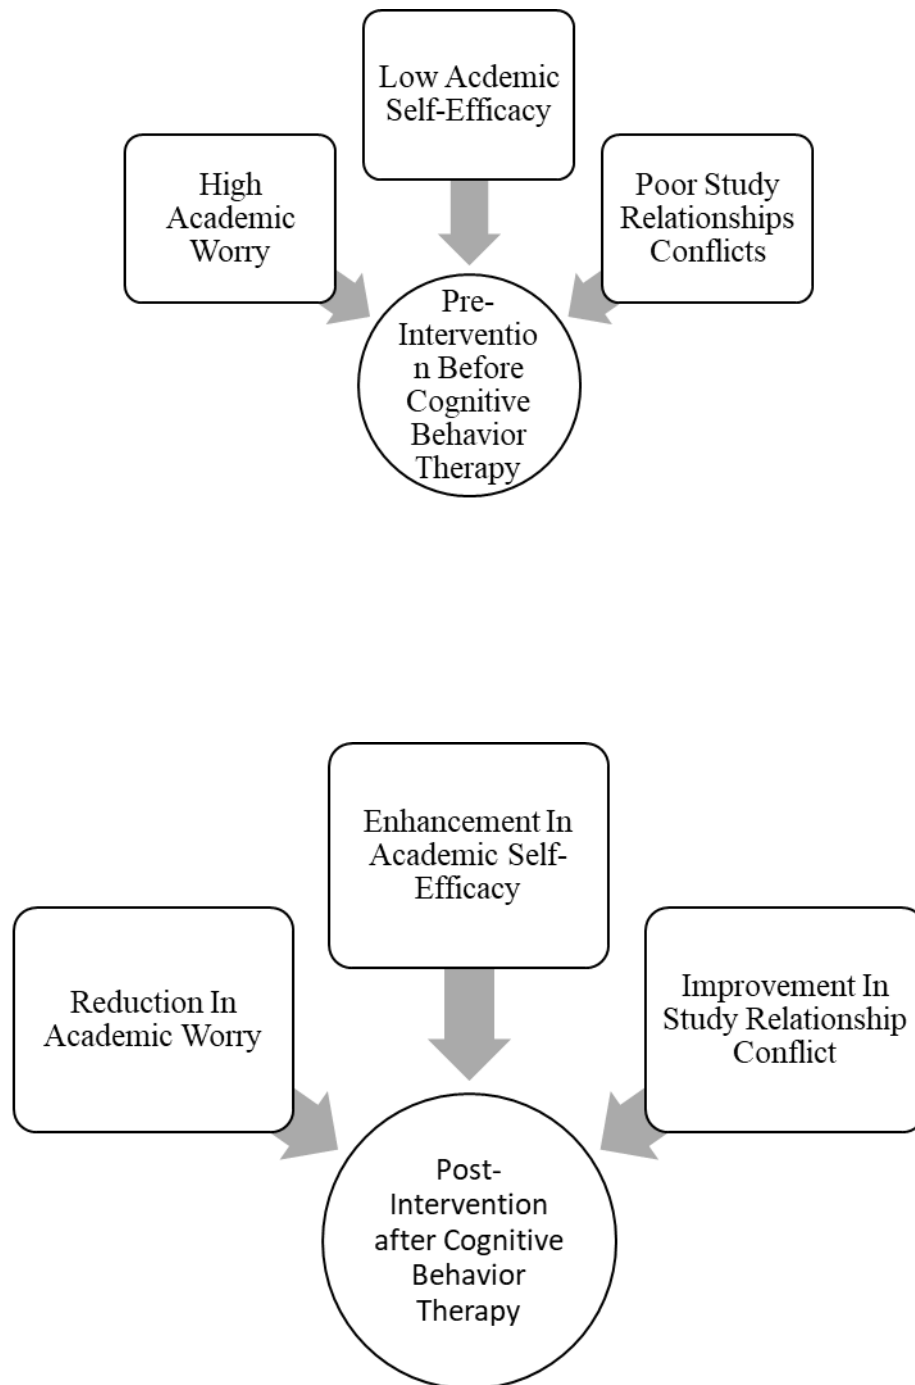 Low Acdemic
Self-Efficacy
High
Academic
Worry
Poor Study
Relationships
Conflicts
Pre-
Interventio
n Before
Cognitive
Behavior
Therapy
Enhancement In
Academic Self-
Efficacy
Reduction In
Academic Worry
Improvement In
Study Relationship
Conflict
Post-
Intervention
after Cognitive
Behavior
Therapy